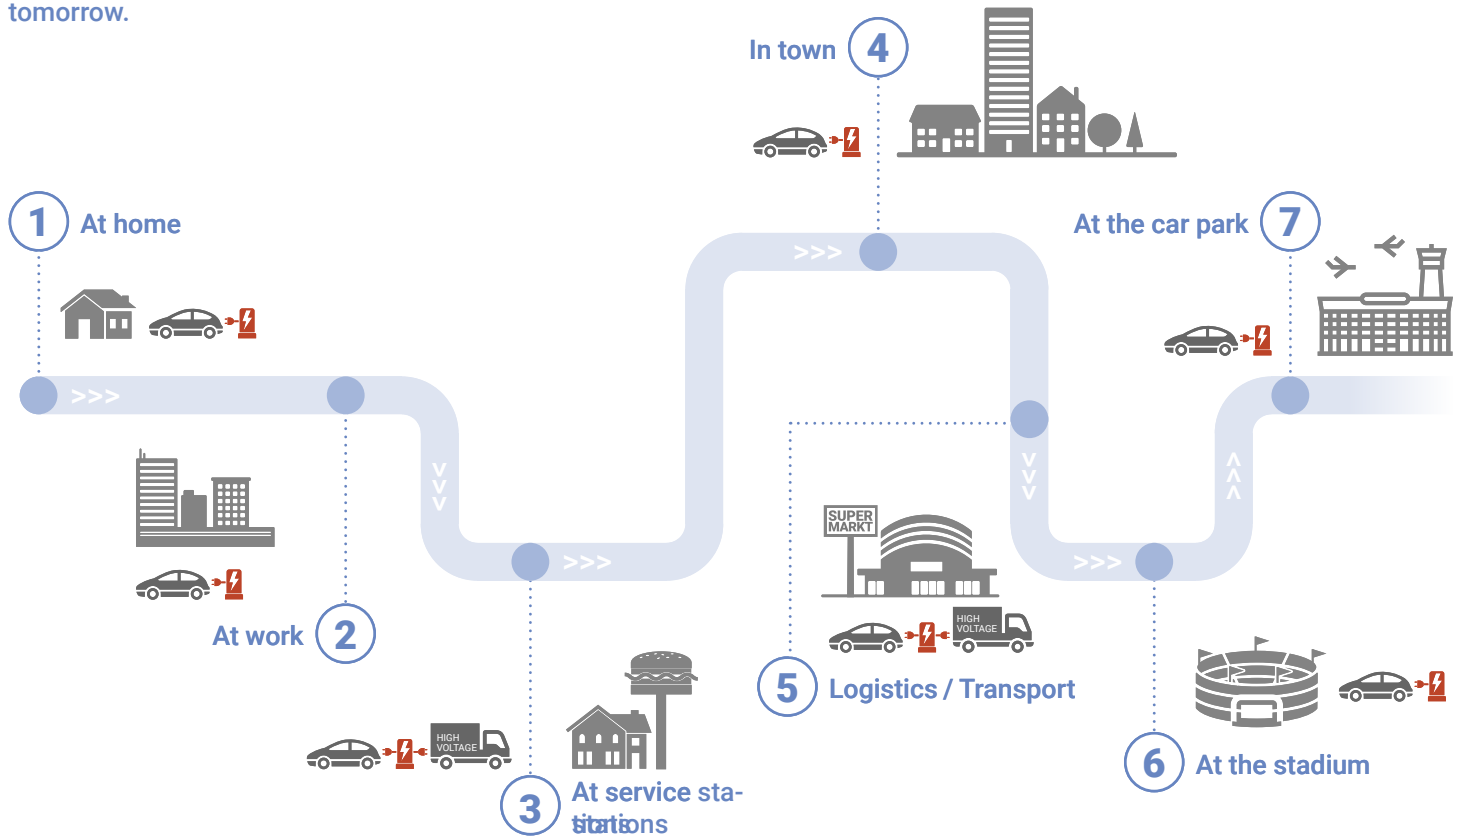 tomorrow.
In town 4
1 At home
At the car park 7
>>>
>>>
SUPER
MARKT
>>>
>>>
HIGH
VOLTAGE
At work 2
5 Logistics / Transport
HIGH
VOLTAGE
6 At the stadium
3 At service sta-
stations